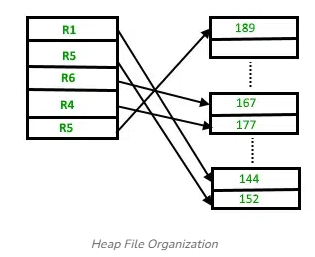 R1
R5
R6
R4
R5
189
167
177
144
152
Heap File Organization